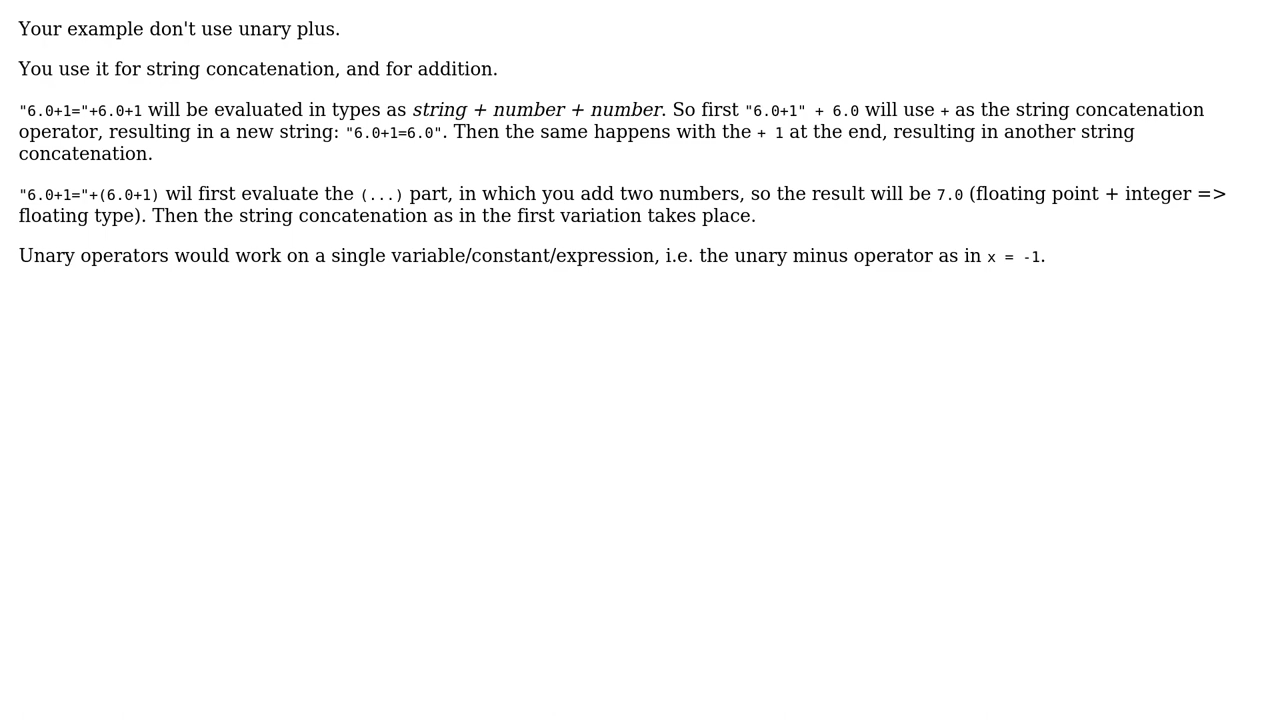 Your example don't use unary plus.
You use it for string concatenation, and for addition.
"6.0+1="+6.0+1 will be evaluated in types as string + number + number. So first "6.0+1" + 6.0 will use + as the string concatenation
operator, resulting in a new string: "6.0+1=6.0". Then the same happens with the + 1 at the end, resulting in another string
concatenation.
"6.0+1="+(6.0+1) wil first evaluate the (...) part, in which you add two numbers, so the result will be 7.0 (floating point + integer =>
floating type). Then the string concatenation as in the first variation takes place.
Unary operators would work on a single variable/constant/expression, i.e. the unary minus operator as in x = -1.